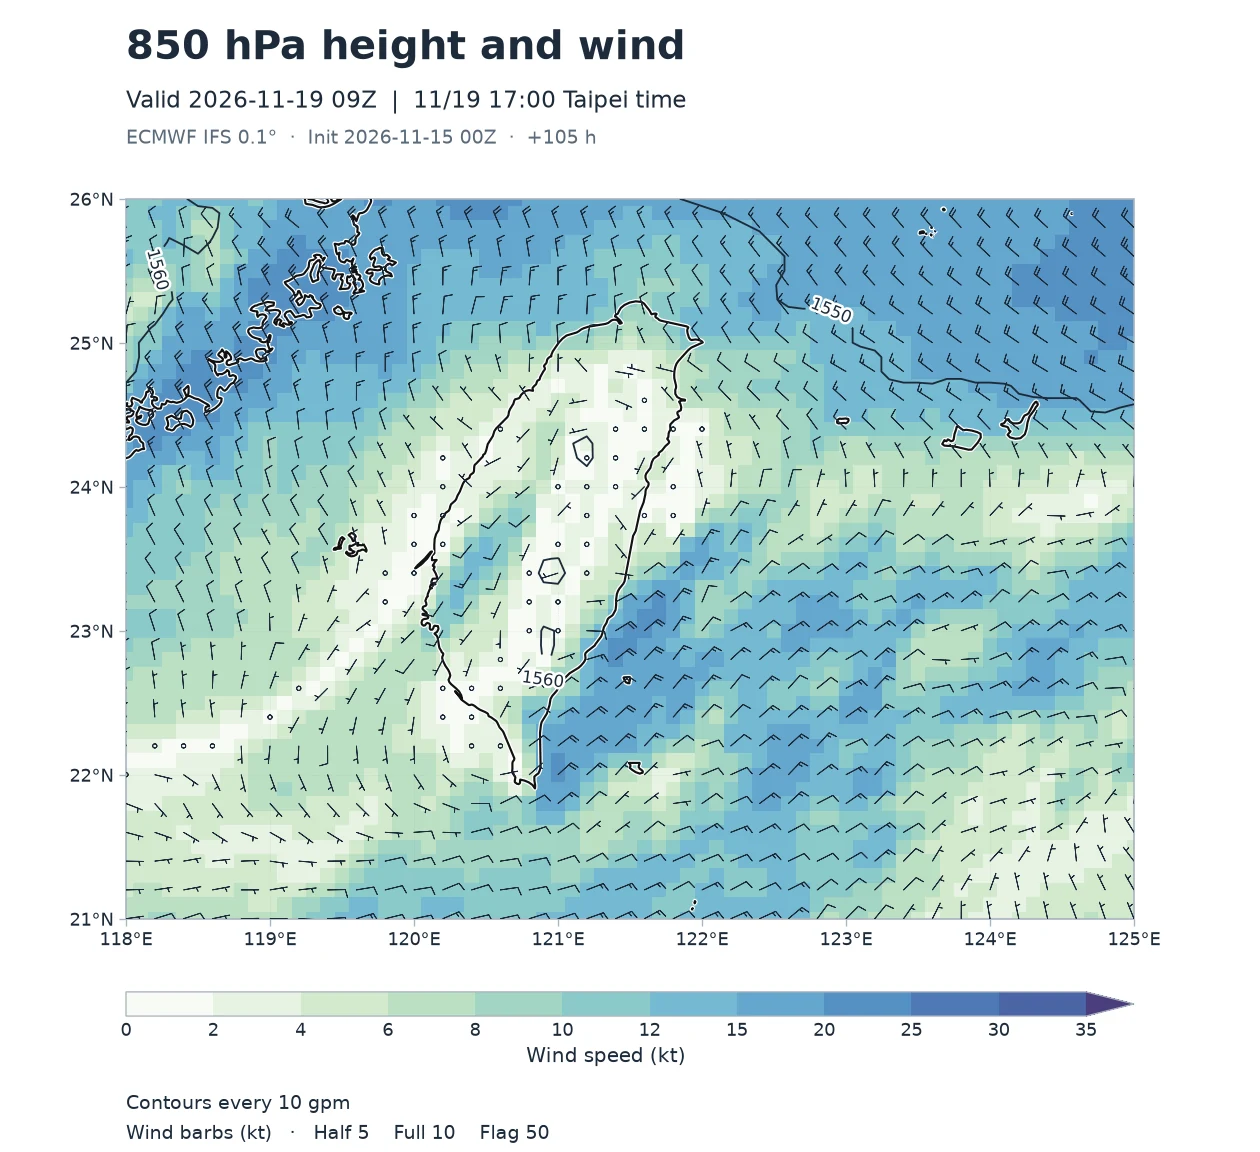 850 hPa height and wind
Valid 2026-11-19 09Z | 11/19 17:00 Taipei time
ECMWF IFS 0.1° · Init 2026-11-15 00Z · +105 h
26°N
1560
1550
25°N
24°N
23°N
1560
22°N
21°N
118°E 119°E 120°E 121°E 122°E 123°E 124°E 125°E
0 2 4 6 8 10 12 15 20 25 30 35
Wind speed (kt)
Contours every 10 gpm
Wind barbs (kt) · Half 5 Full 10 Flag 50